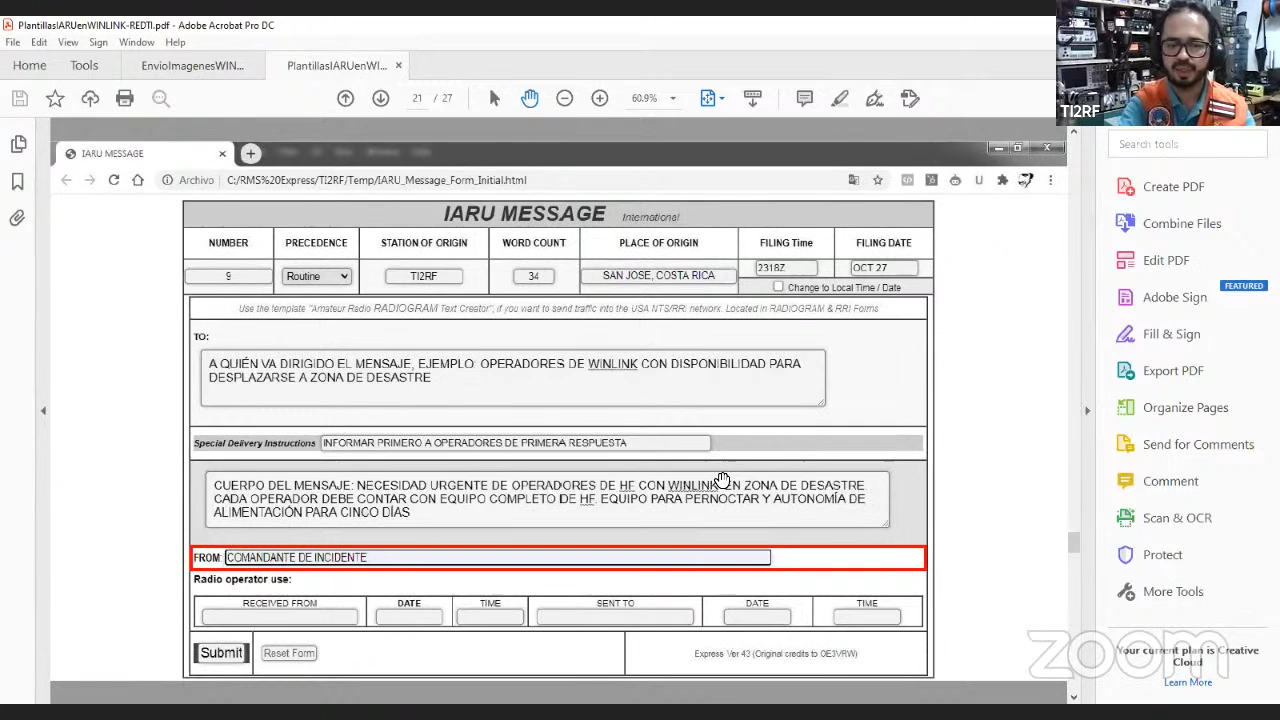 PlantillasIARUenWINLINK-REDTI.pdf - Adobe Acrobat Pro DC
File Edit View Sign Window Help
Home Tools EnvioImagenesWIN... PlantillasIARUenWI... ×
21 / 27 60.9%
TI2RF
IARU MESSAGE
Archivo C:/RMS%20Express/TI2RF/Temp/IARU_Message_Form_Initial.html
IARU MESSAGE International
NUMBER PRECEDENCE STATION OF ORIGIN WORD COUNT PLACE OF ORIGIN FILING Time FILING DATE
9 Routine TI2RF 34 SAN JOSE, COSTA RICA 2318Z OCT 27
Change to Local Time / Date
Use the template "Amateur Radio RADIOGRAM Text Creator", if you want to send traffic into the USA NTS/RRI network. Located in RADIOGRAM & RRI Forms
TO:
A QUIÉN VA DIRIGIDO EL MENSAJE, EJEMPLO: OPERADORES DE WINLINK CON DISPONIBILIDAD PARA
DESPLAZARSE A ZONA DE DESASTRE
Special Delivery Instructions INFORMAR PRIMERO A OPERADORES DE PRIMERA RESPUESTA
CUERPO DEL MENSAJE: NECESIDAD URGENTE DE OPERADORES DE HF CON WINLINK EN ZONA DE DESASTRE
CADA OPERADOR DEBE CONTAR CON EQUIPO COMPLETO DE HF. EQUIPO PARA PERNOCTAR Y AUTONOMÍA DE
ALIMENTACIÓN PARA CINCO DÍAS
FROM: COMANDANTE DE INCIDENTE
Radio operator use:
RECEIVED FROM DATE TIME SENT TO DATE TIME
Submit Reset Form Express Ver 43 (Original credits to OE3VRW)
Search tools
Create PDF
Combine Files
Edit PDF
FEATURED
Adobe Sign
Fill & Sign
Export PDF
Organize Pages
Send for Comments
Comment
Scan & OCR
Protect
More Tools
zoom
Your current plan is Creative
Cloud
Learn More